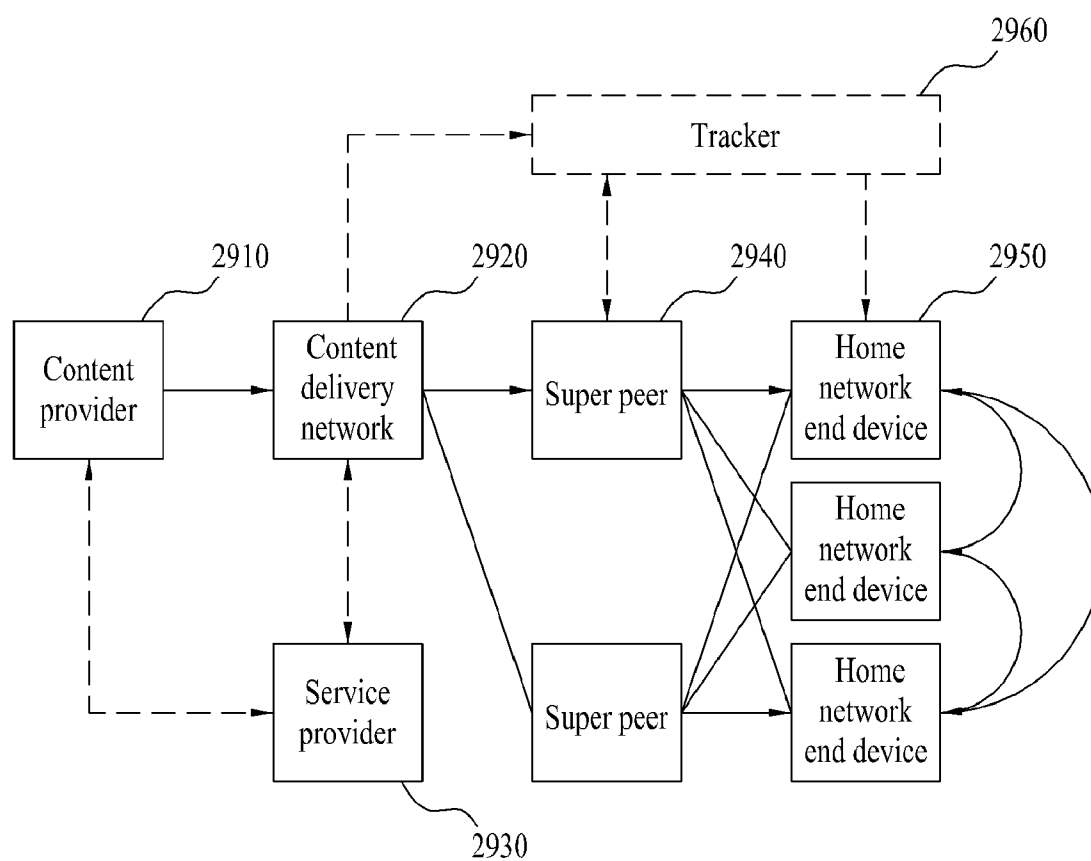 2960
Tracker
2910
2920
2940
2950
Content
provider
Content
delivery
network
Super peer
Home
network
end device
Home
network
end device
Service
provider
Super peer
Home
network
end device
2930